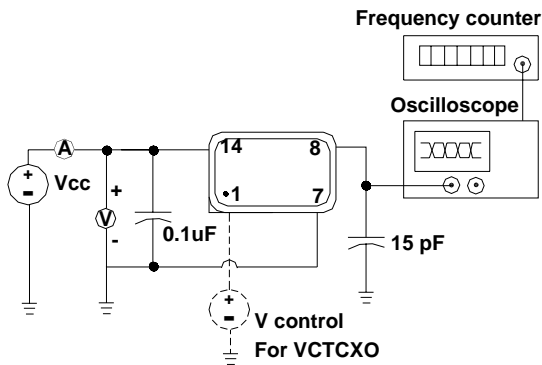 Frequency counter
Oscilloscope
A
14
8
+
-
Vcc
+
V
-
1
7
0.1uF
15 pF
+
-
V control
For VCTCXO